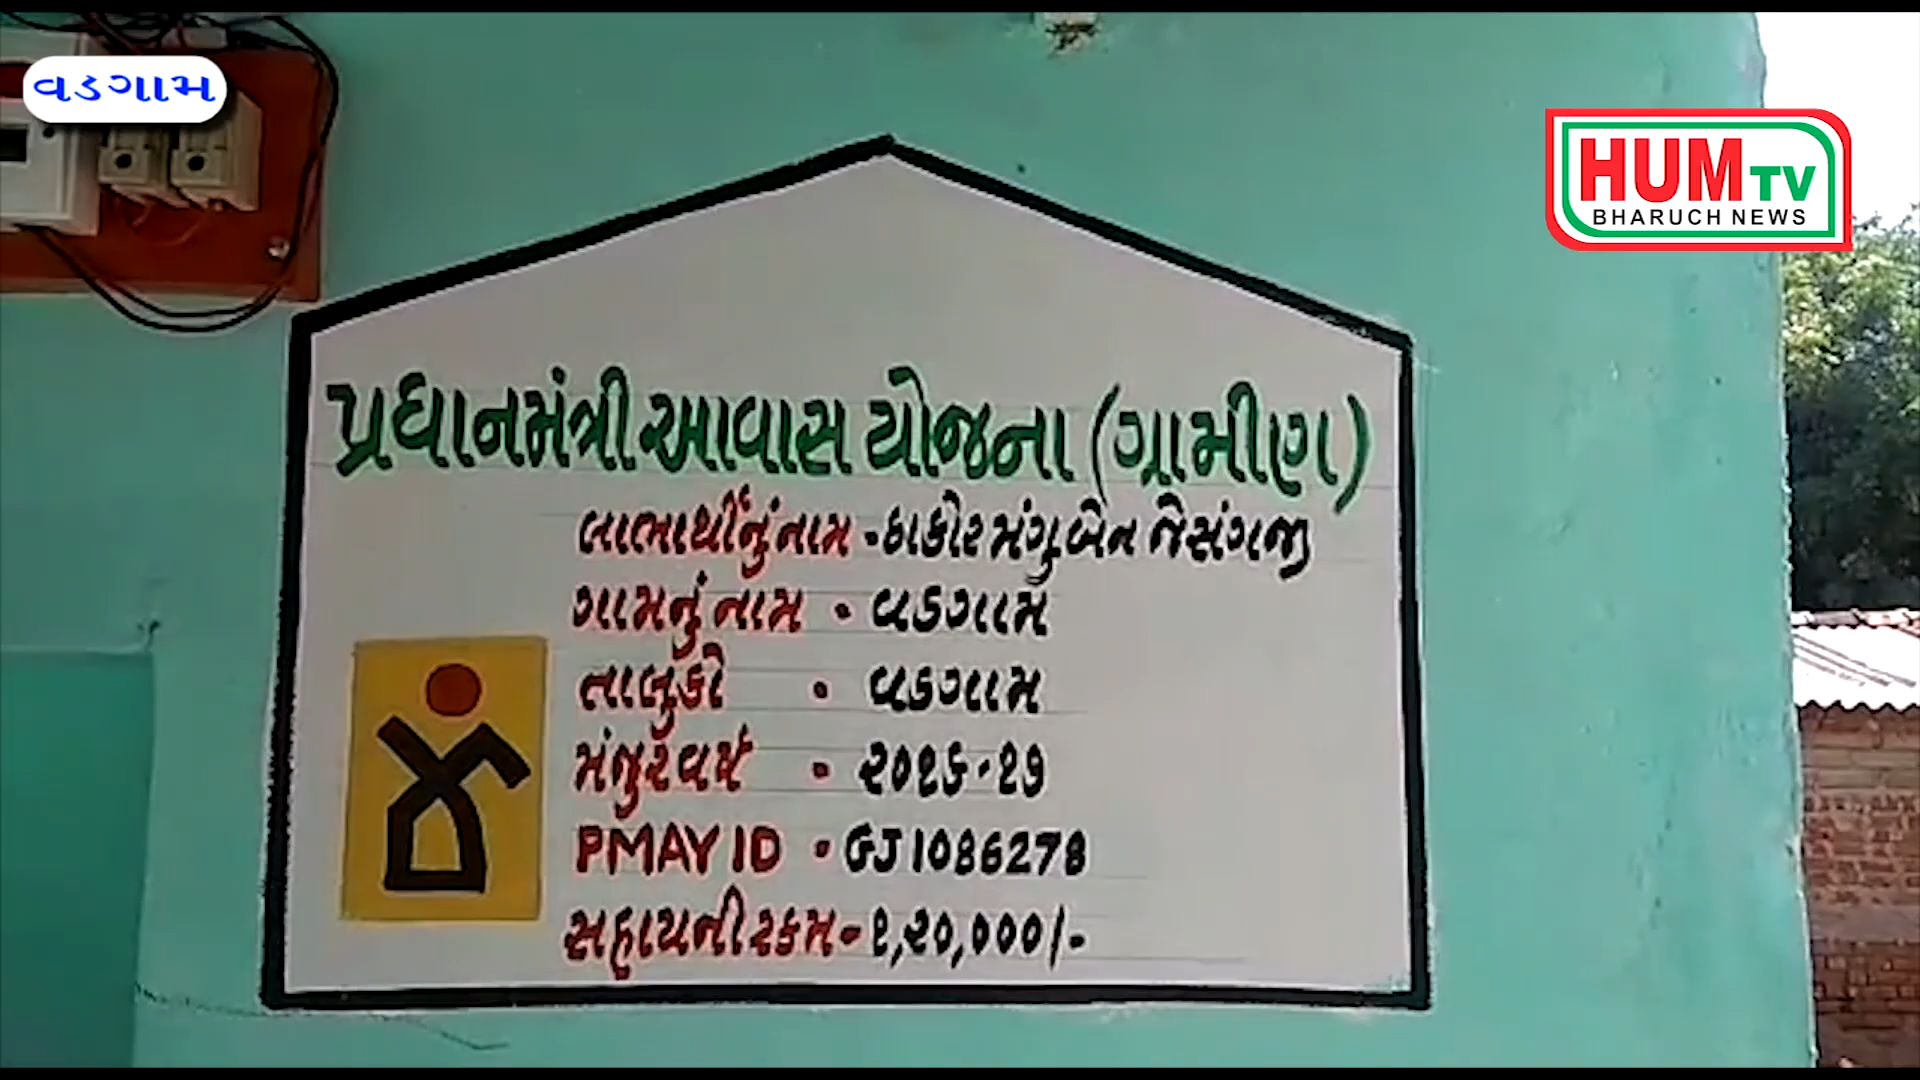 વડગામ
HUM TV
BHARUCH NEWS
પ્રધાનમંત્રી આવાસ યોજના (ગ્રામીણ)
લાભાર્થીનું નામ - ઠાકોર મંગુબેન જેસંગજી
ગામનું નામ • વડગામ
તાલુકો • વડગામ
મંજુર વર્ષ • ૨૦૧૬-૧૭
PMAY ID • GJ1086278
સહાયની રકમ - ૧,૨૦,૦૦૦/-